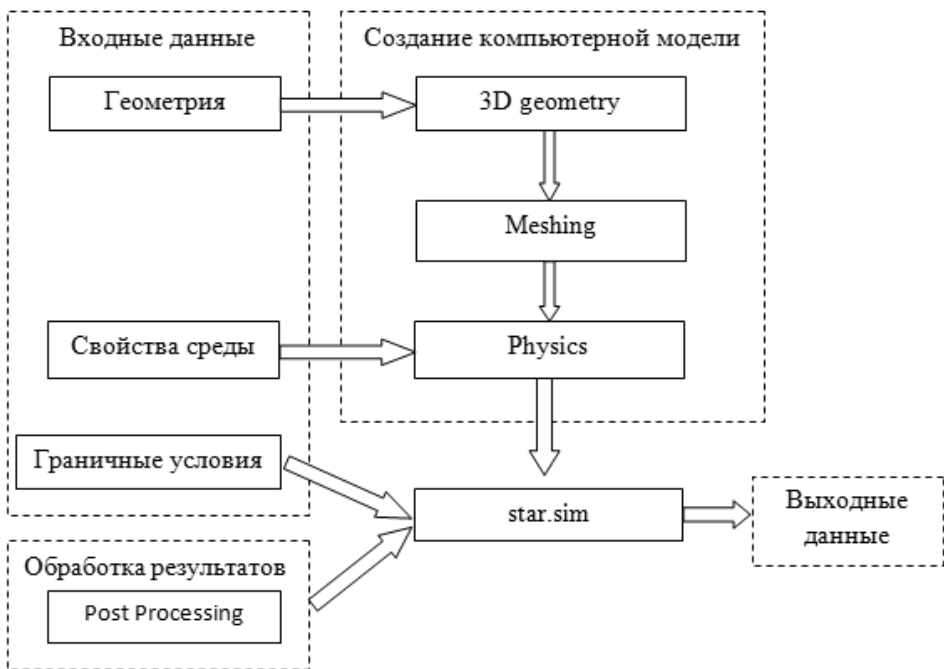 Входные данные
Создание компьютерной модели
Геометрия
3D geometry
Meshing
Свойства среды
Physics
Граничные условия
star.sim
Выходные
данные
Обработка результатов
Post Processing